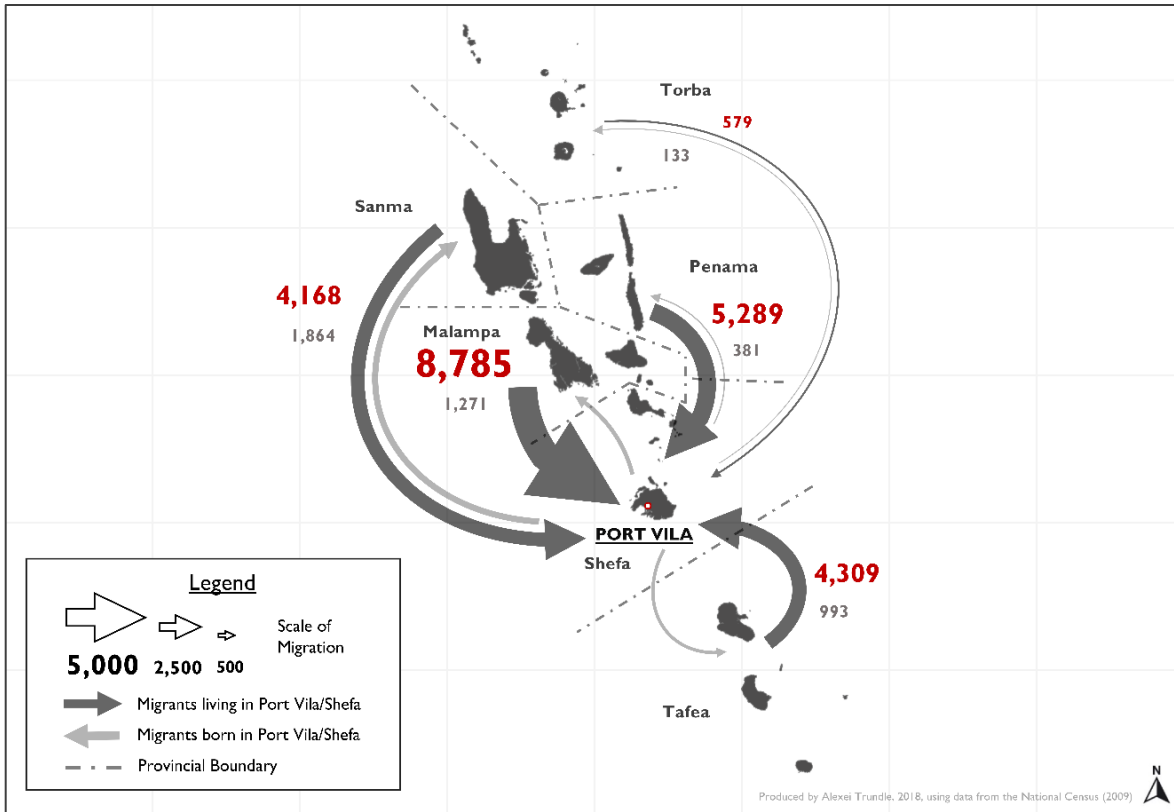 Torba
579
133
Sanma
Penama
4,168
1,864
5,289
381
Malampa
8,785
1,271
PORT VILA
Shefa
4,309
993
Tafea
Legend
Scale of
Migration
5,000 2,500 500
Migrants living in Port Vila/Shefa
Migrants born in Port Vila/Shefa
Provincial Boundary
N
Produced by Alexei Trundle, 2018, using data from the National Census (2009)